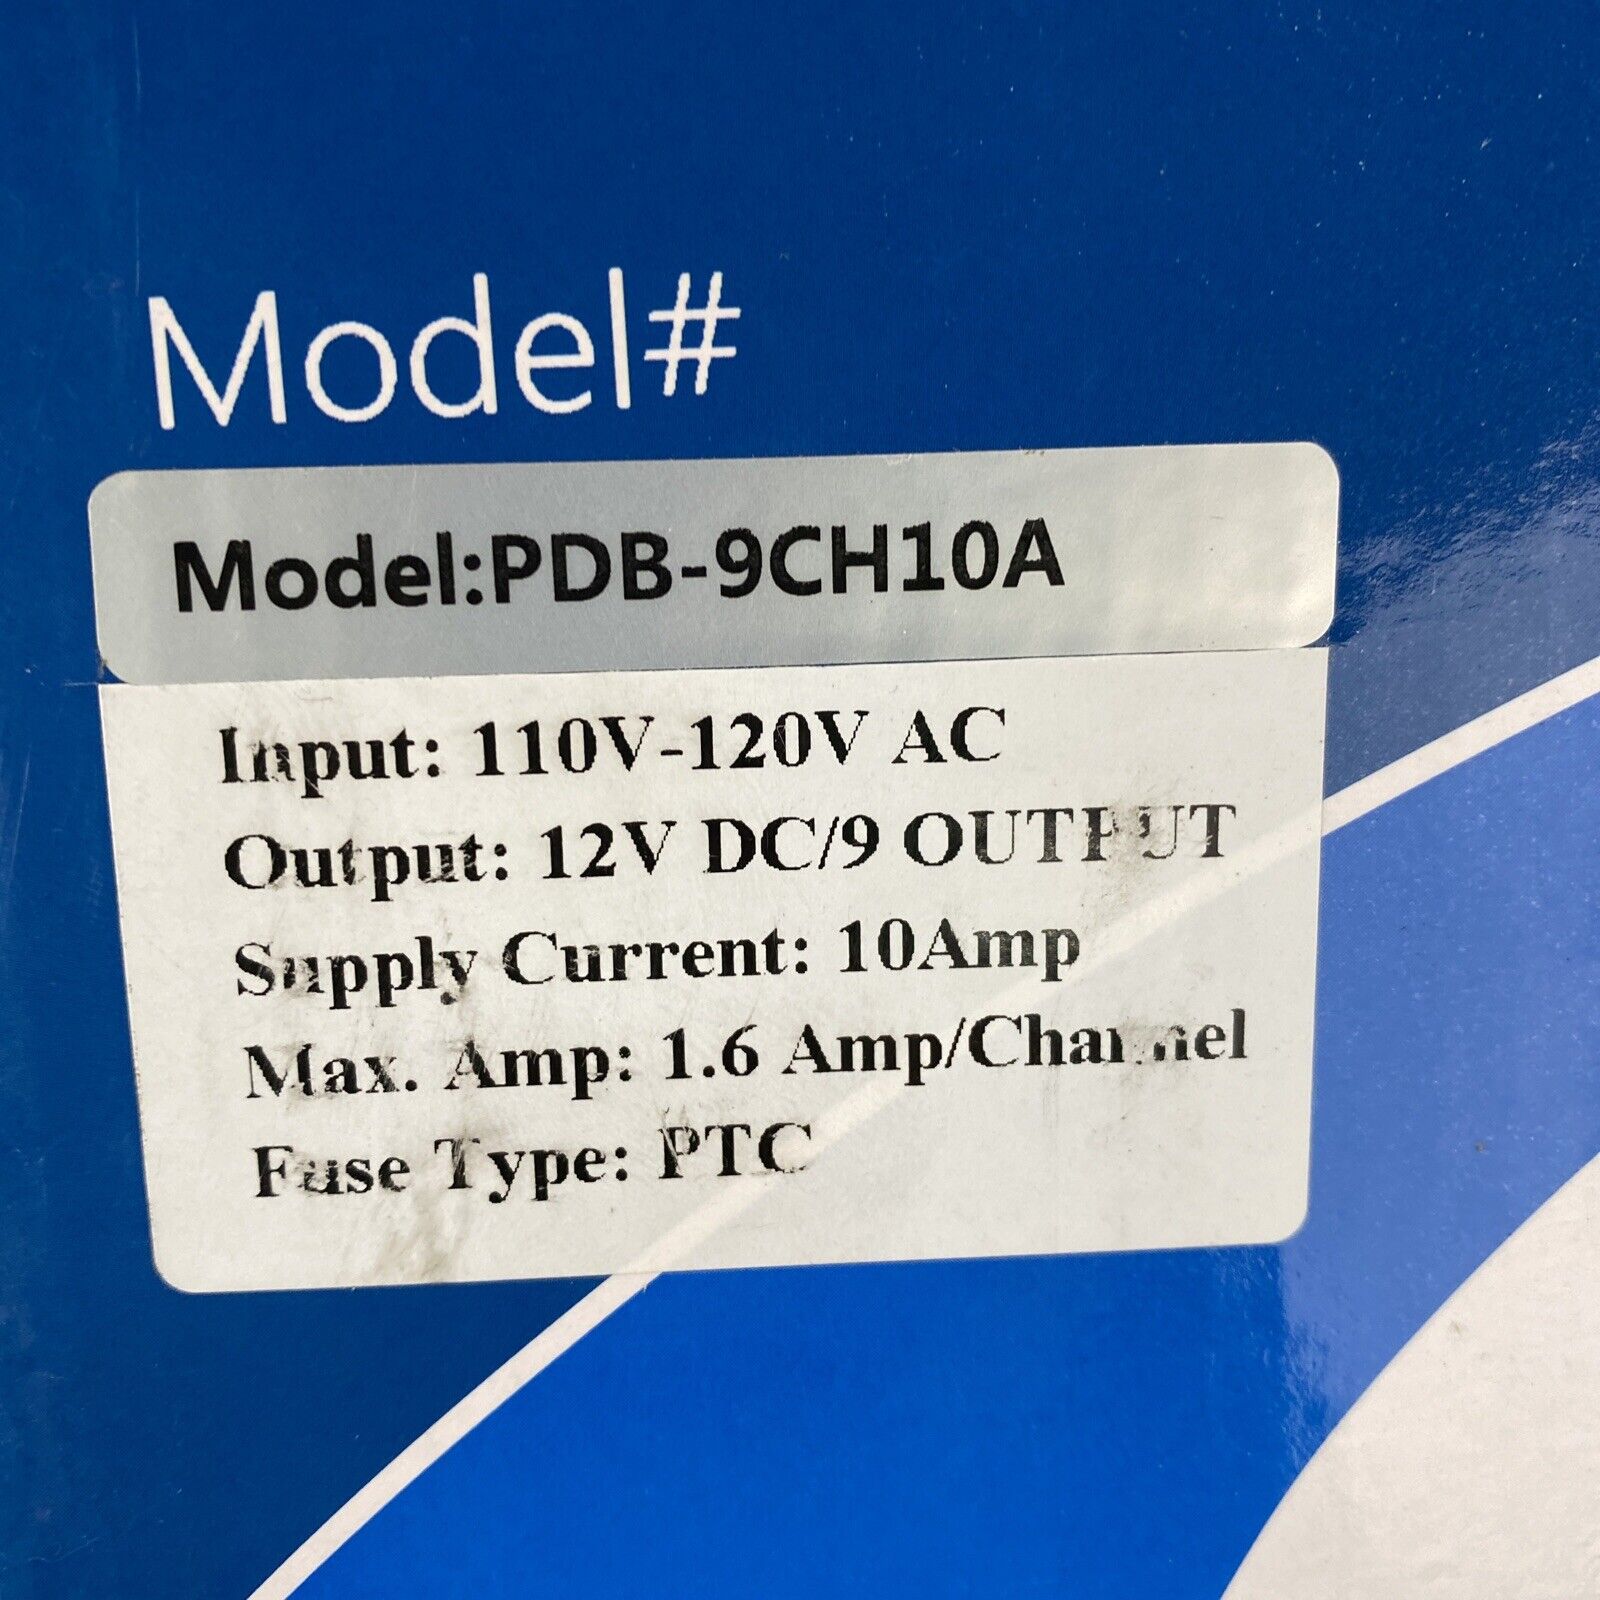 Model#
Model:PDB-9CH10A
Input: 110V-120V AC
Output: 12V DC/9 OUTPUT
Supply Current: 10Amp
Max. Amp: 1.6 Amp/Channel
Fuse Type: PTC